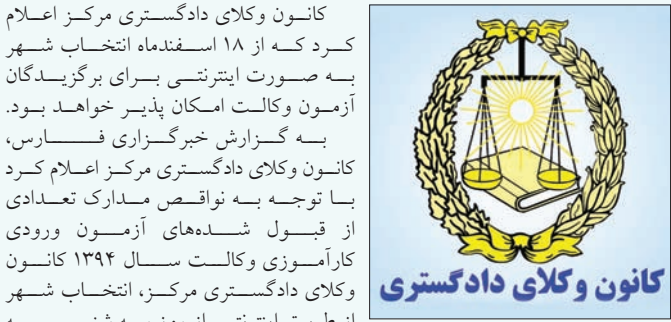 کانون وکلای دادگستری مرکز اعلام
کرد که از ۱۸ اسفندماه انتخاب شهر
به صورت اینترنتی برای برگزیدگان
آزمون وکالت امکان پذیر خواهد بود.
به گزارش خبرگزاری فارس،
کانون وکلای دادگستری مرکز اعلام کرد
با توجه به نواقص مدارک تعدادی
از قبول شده‌های آزمون ورودی
کارآموزی وکالت سال ۱۳۹۴ کانون
وکلای دادگستری مرکز، انتخاب شهر
کانون وکلای دادگستری